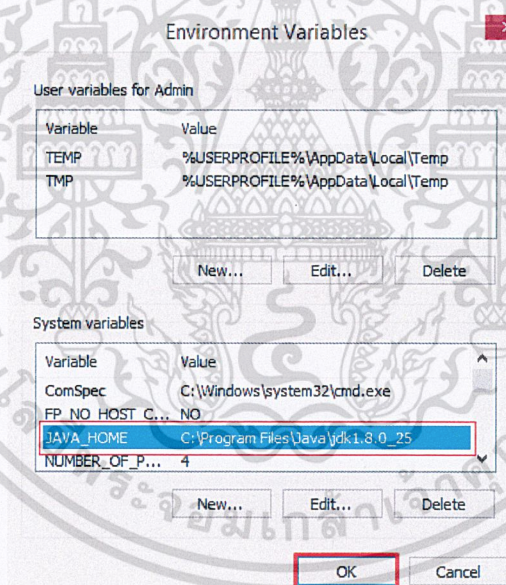 Environment Variables
User variables for Admin
Variable Value
TEMP %USERPROFILE%\AppData\Local\Temp
TMP %USERPROFILE%\AppData\Local\Temp
New... Edit... Delete
System variables
Variable Value
ComSpec C:\Windows\system32\cmd.exe
FP_NO_HOST_C... NO
JAVA_HOME C:\Program Files\Java\jdk1.8.0_25
NUMBER_OF_P... 4
New... Edit... Delete
OK Cancel